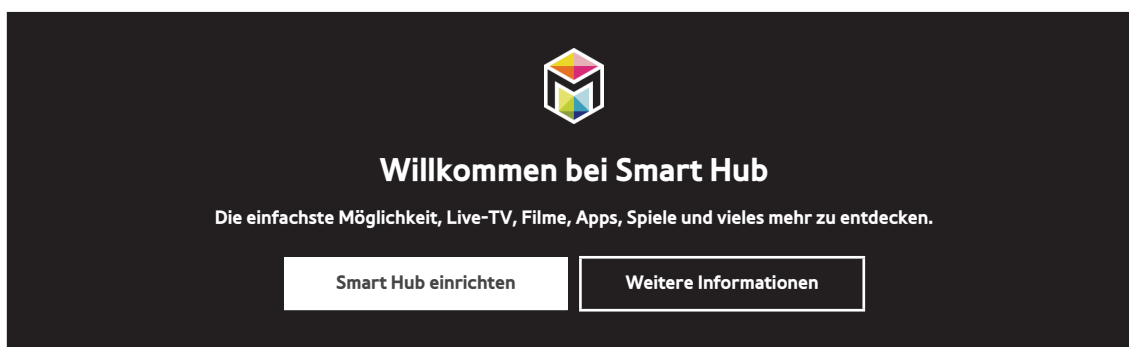 Willkommen bei Smart Hub
Die einfachste Möglichkeit, Live-TV, Filme, Apps, Spiele und vieles mehr zu entdecken.
Smart Hub einrichten
Weitere Informationen